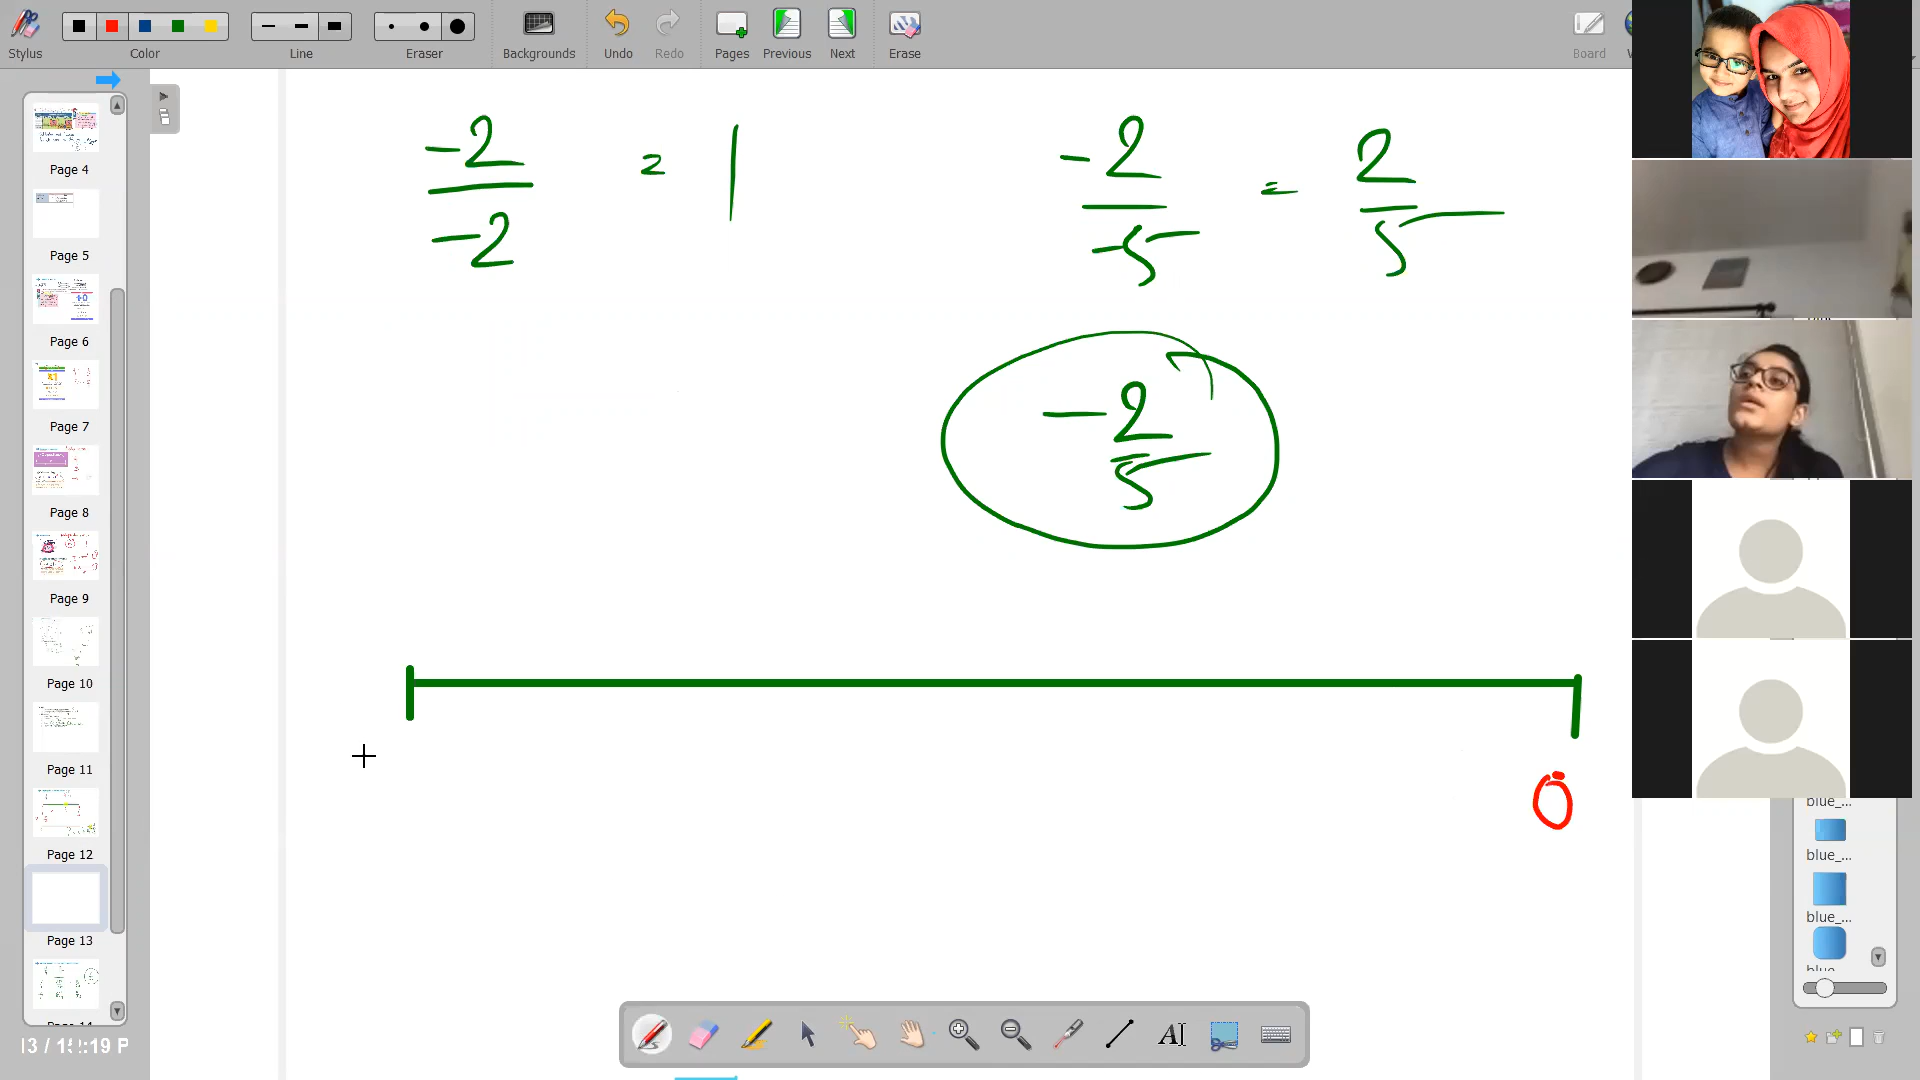 Stylus
Color
Line
Eraser
Backgrounds
Undo
Redo
Pages
Previous
Next
Erase
Board
-2
-2
= 1
-2
-5
= 2
5
-2
5
0
Page 4
Page 5
Page 6
Page 7
Page 8
Page 9
Page 10
Page 11
Page 12
Page 13
blue_...
blue_...
blue_...